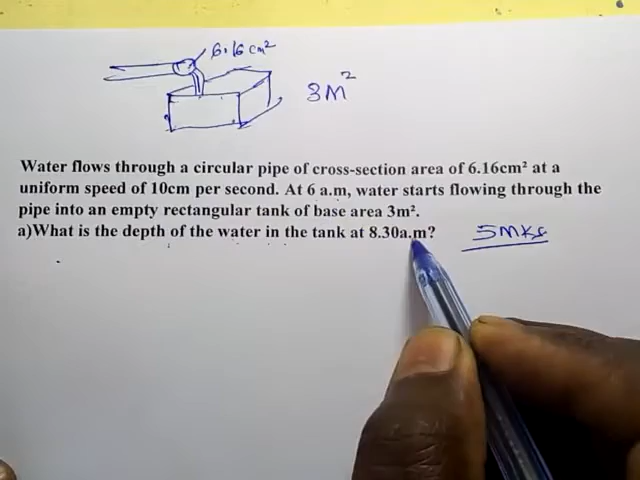 6.16cm²
3M²
Water flows through a circular pipe of cross-section area of 6.16cm² at a
uniform speed of 10cm per second. At 6 a.m, water starts flowing through the
pipe into an empty rectangular tank of base area 3m².
a)What is the depth of the water in the tank at 8.30a.m? 5MKS